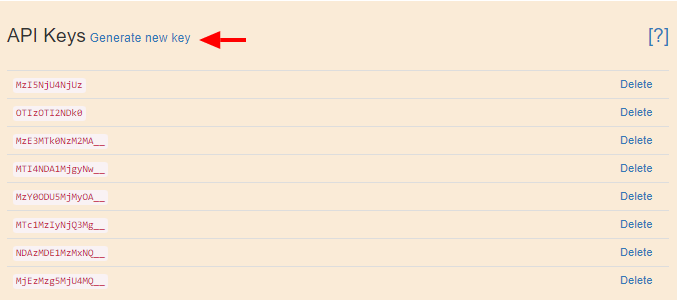 API Keys Generate new key [?]
MzI5NjU4NjUz Delete
OTIzOTI2NDk0 Delete
MzE3MTk0NzM2MA__ Delete
MTI4NDA1MjgyNw__ Delete
MzY0ODU5MjMyOA__ Delete
MTc1MzIyNjQ3Mg__ Delete
NDAzMDE1MzMxNQ__ Delete
MjEzMzg5MjU4MQ__ Delete